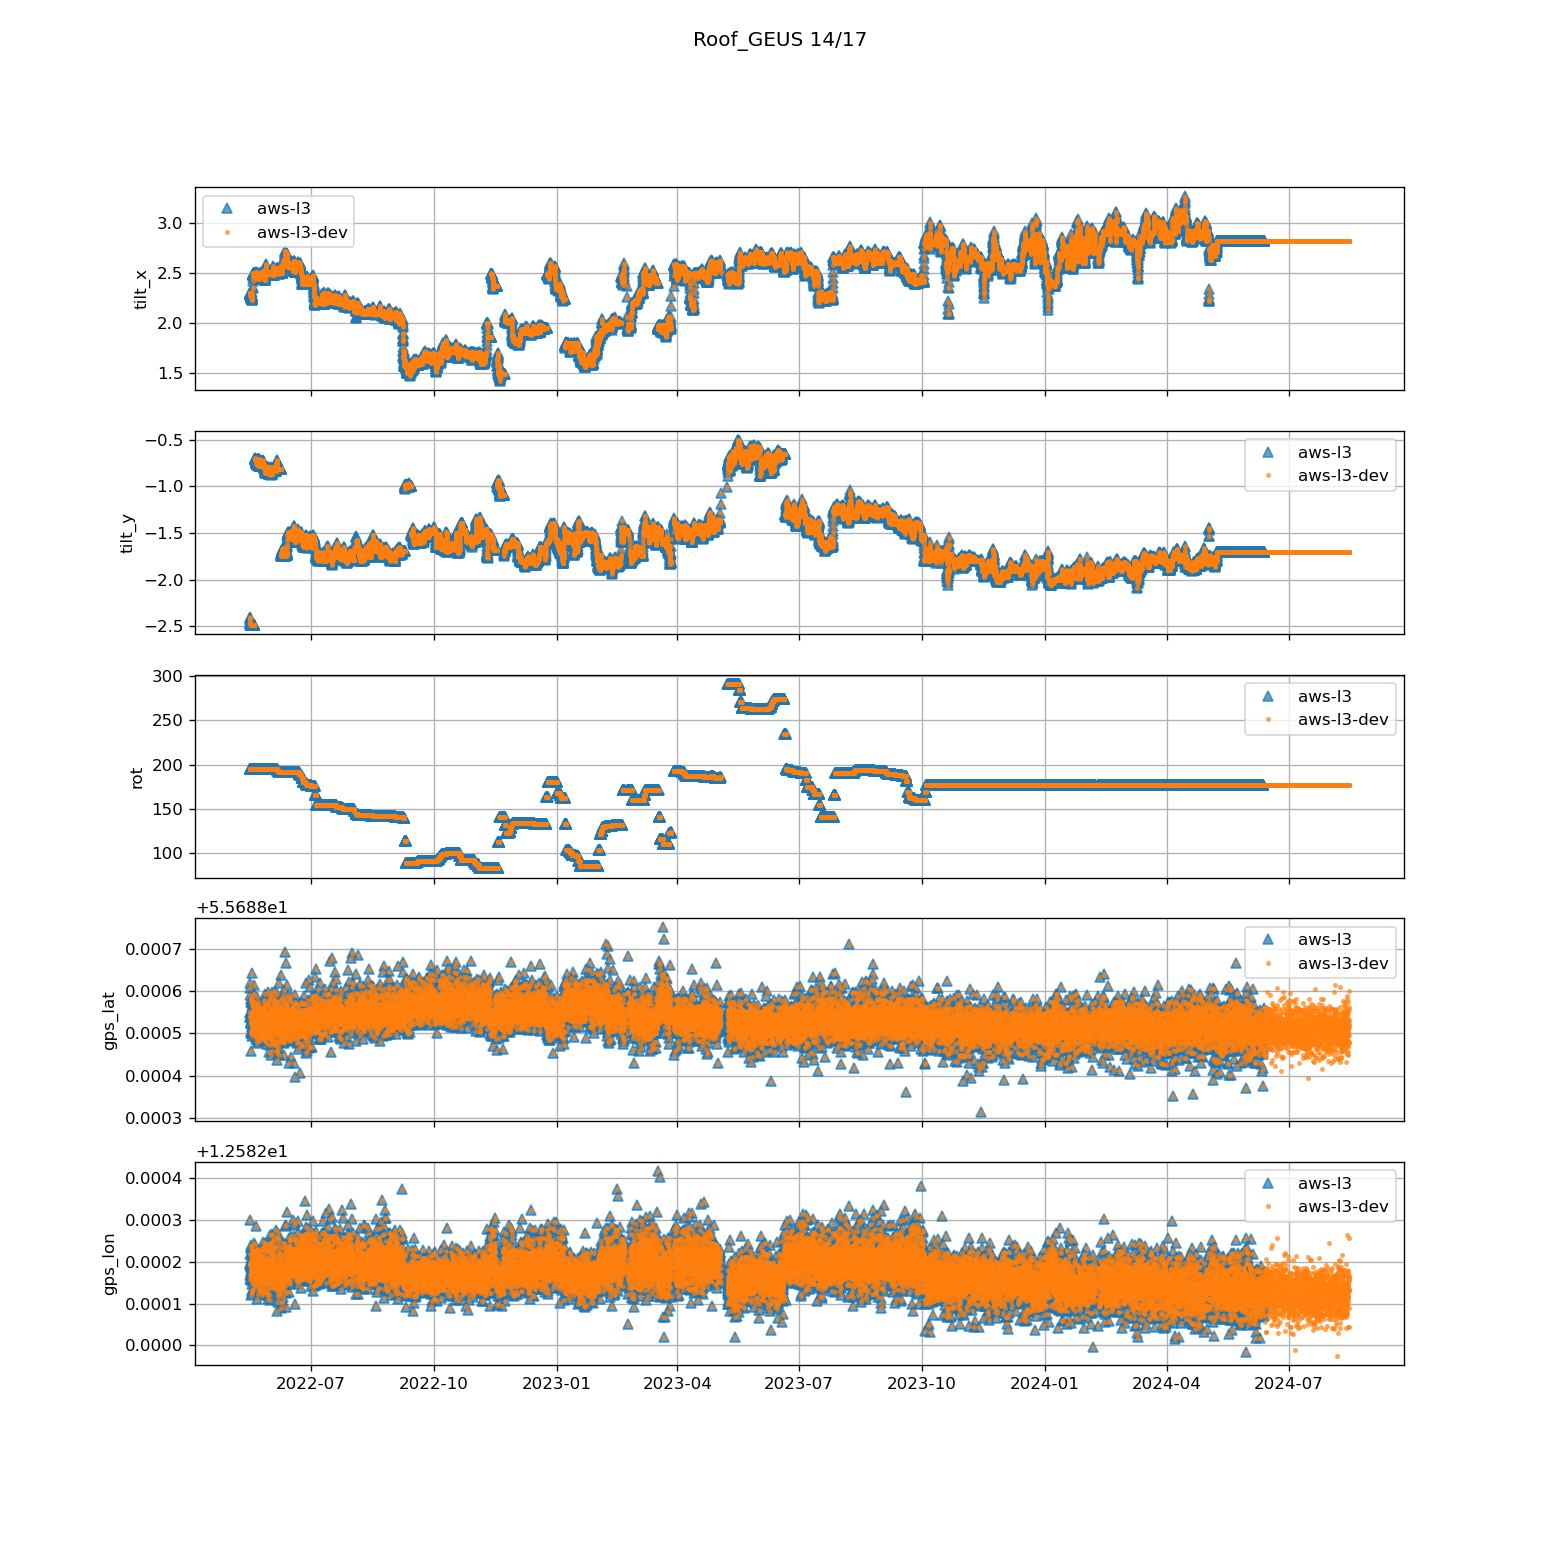 Roof_GEUS 14/17
aws-l3
aws-l3-dev
tilt_x
3.0
2.5
2.0
1.5
aws-l3
aws-l3-dev
tilt_y
−0.5
−1.0
−1.5
−2.0
−2.5
aws-l3
aws-l3-dev
rot
300
250
200
150
100
+5.5688e1
aws-l3
aws-l3-dev
gps_lat
0.0007
0.0006
0.0005
0.0004
0.0003
+1.2582e1
aws-l3
aws-l3-dev
gps_lon
0.0004
0.0003
0.0002
0.0001
0.0000
2022-07 2022-10 2023-01 2023-04 2023-07 2023-10 2024-01 2024-04 2024-07